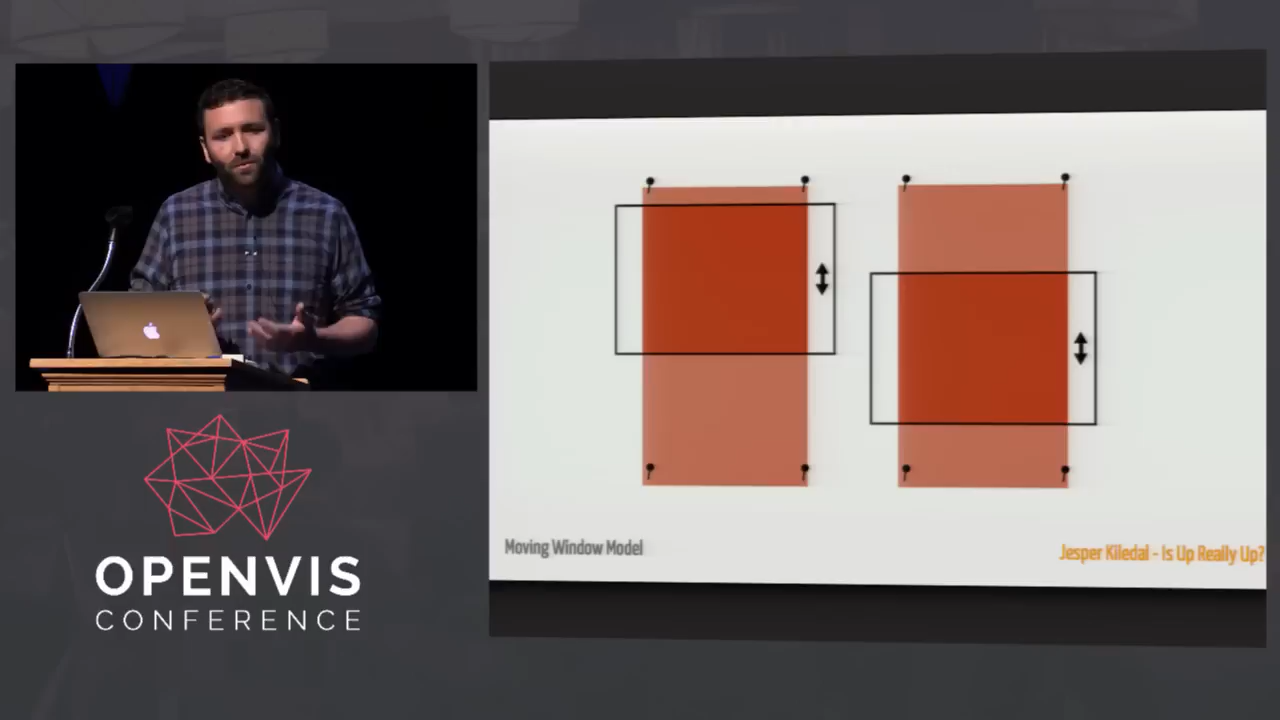 OPENVIS
CONFERENCE
Moving Window Model
Jesper Kiledal - Is Up Really Up?